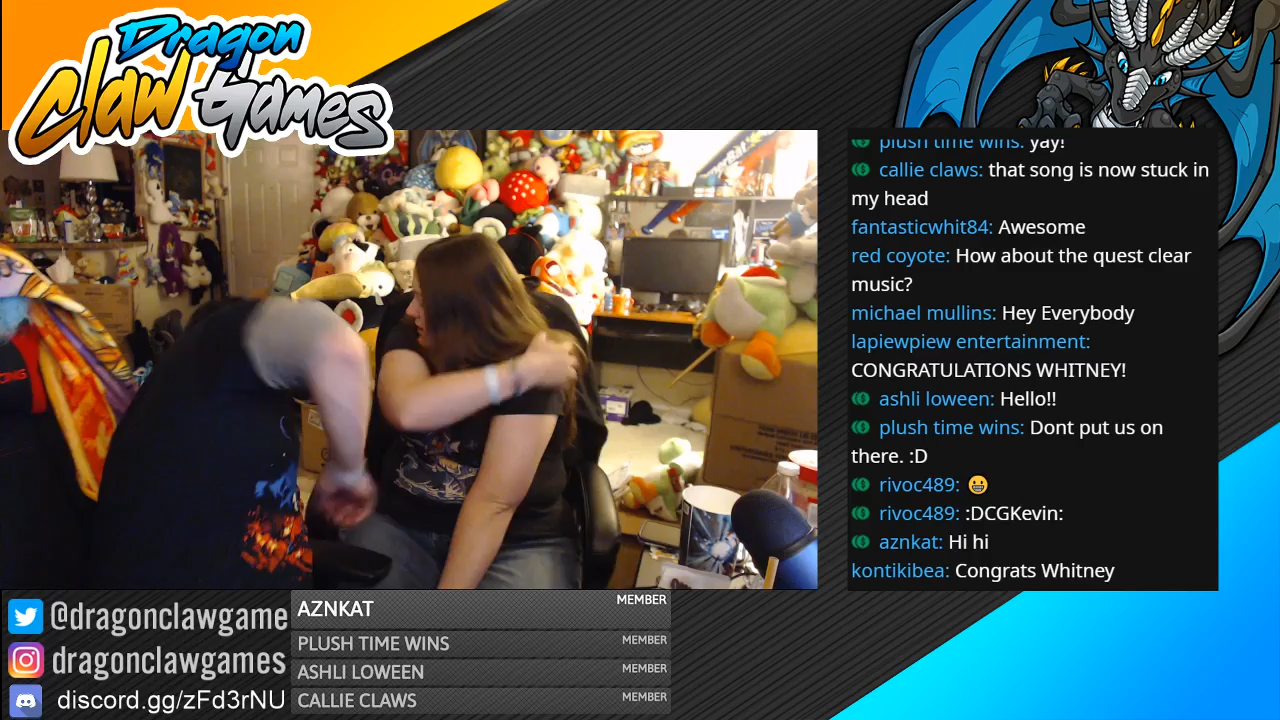 Dragon
Claw Games
plush time wins: yay!
callie claws: that song is now stuck in
my head
fantasticwhit84: Awesome
red coyote: How about the quest clear
music?
michael mullins: Hey Everybody
lapiewpiew entertainment:
CONGRATULATIONS WHITNEY!
ashli loween: Hello!!
plush time wins: Dont put us on
there. :D
rivoc489: 😀
rivoc489: :DCGKevin:
aznkat: Hi hi
kontikibea: Congrats Whitney
@dragonclawgame
dragonclawgames
discord.gg/zFd3rNU
AZNKAT MEMBER
PLUSH TIME WINS MEMBER
ASHLI LOWEEN MEMBER
CALLIE CLAWS MEMBER